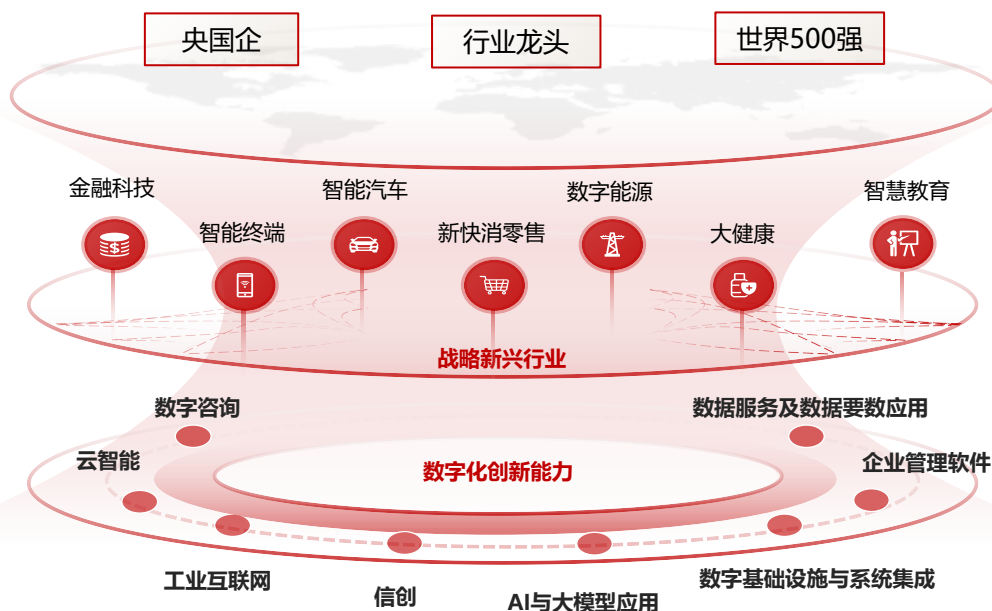 央国企
行业龙头
世界500强
金融科技
智能终端
智能汽车
新快消零售
数字能源
大健康
智慧教育
战略新兴行业
数字咨询
数据服务及数据要数应用
云智能
数字化创新能力
企业管理软件
工业互联网
信创
AI与大模型应用
数字基础设施与系统集成